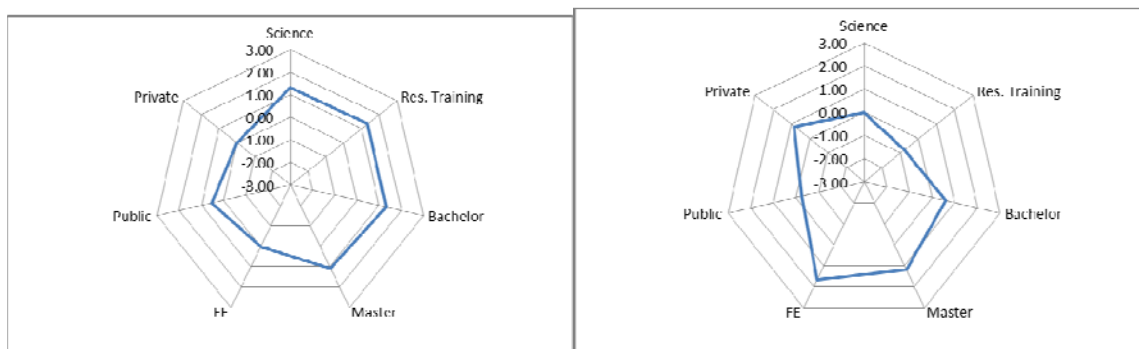 Science
3.00
2.00
1.00
0.00
-1.00
-2.00
-3.00
Private
Res. Training
Public
Bachelor
FE
Master
Science
3.00
2.00
1.00
0.00
-1.00
-2.00
-3.00
Private
Res. Training
Public
Bachelor
FE
Master